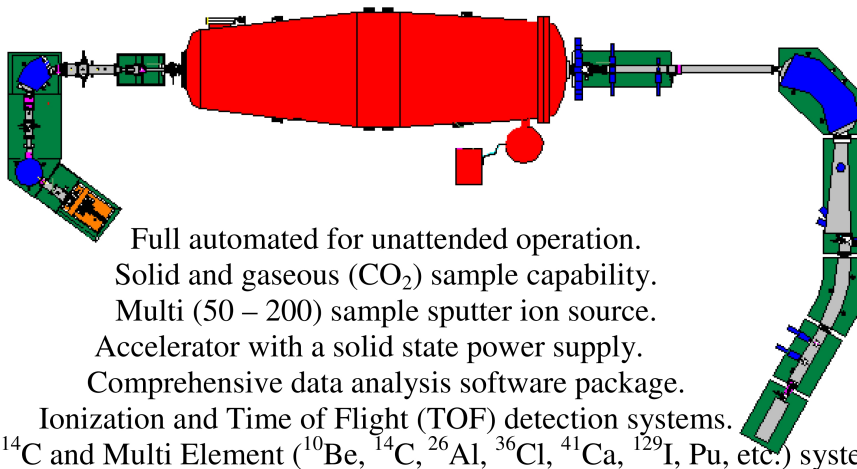 Full automated for unattended operation.
Solid and gaseous (CO₂) sample capability.
Multi (50 – 200) sample sputter ion source.
Accelerator with a solid state power supply.
Comprehensive data analysis software package.
Ionization and Time of Flight (TOF) detection systems.
¹⁴C and Multi Element (¹⁰Be, ¹⁴C, ²⁶Al, ³⁶Cl, ⁴¹Ca, ¹²⁹I, Pu, etc.) syste